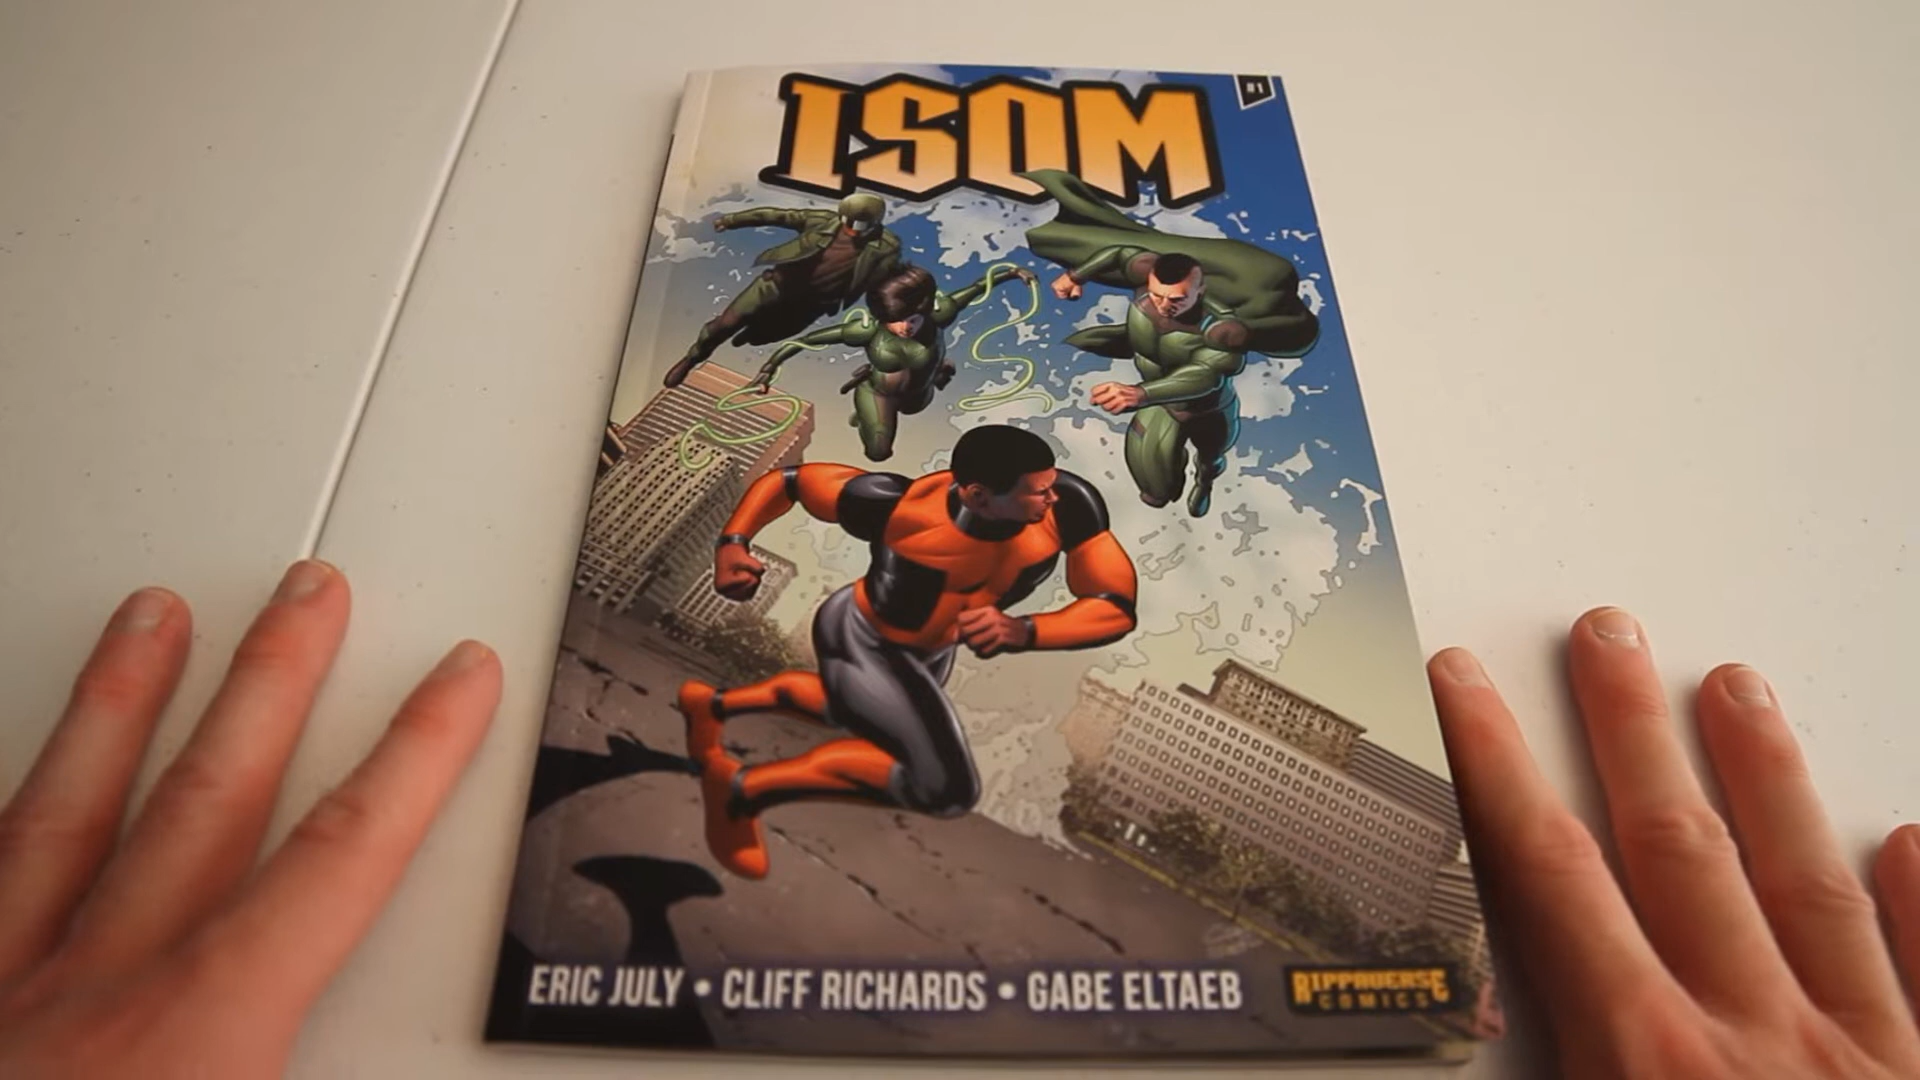 #1
ISOM
ERIC JULY • CLIFF RICHARDS • GABE ELTAEB
RIPPAVERSE
COMICS